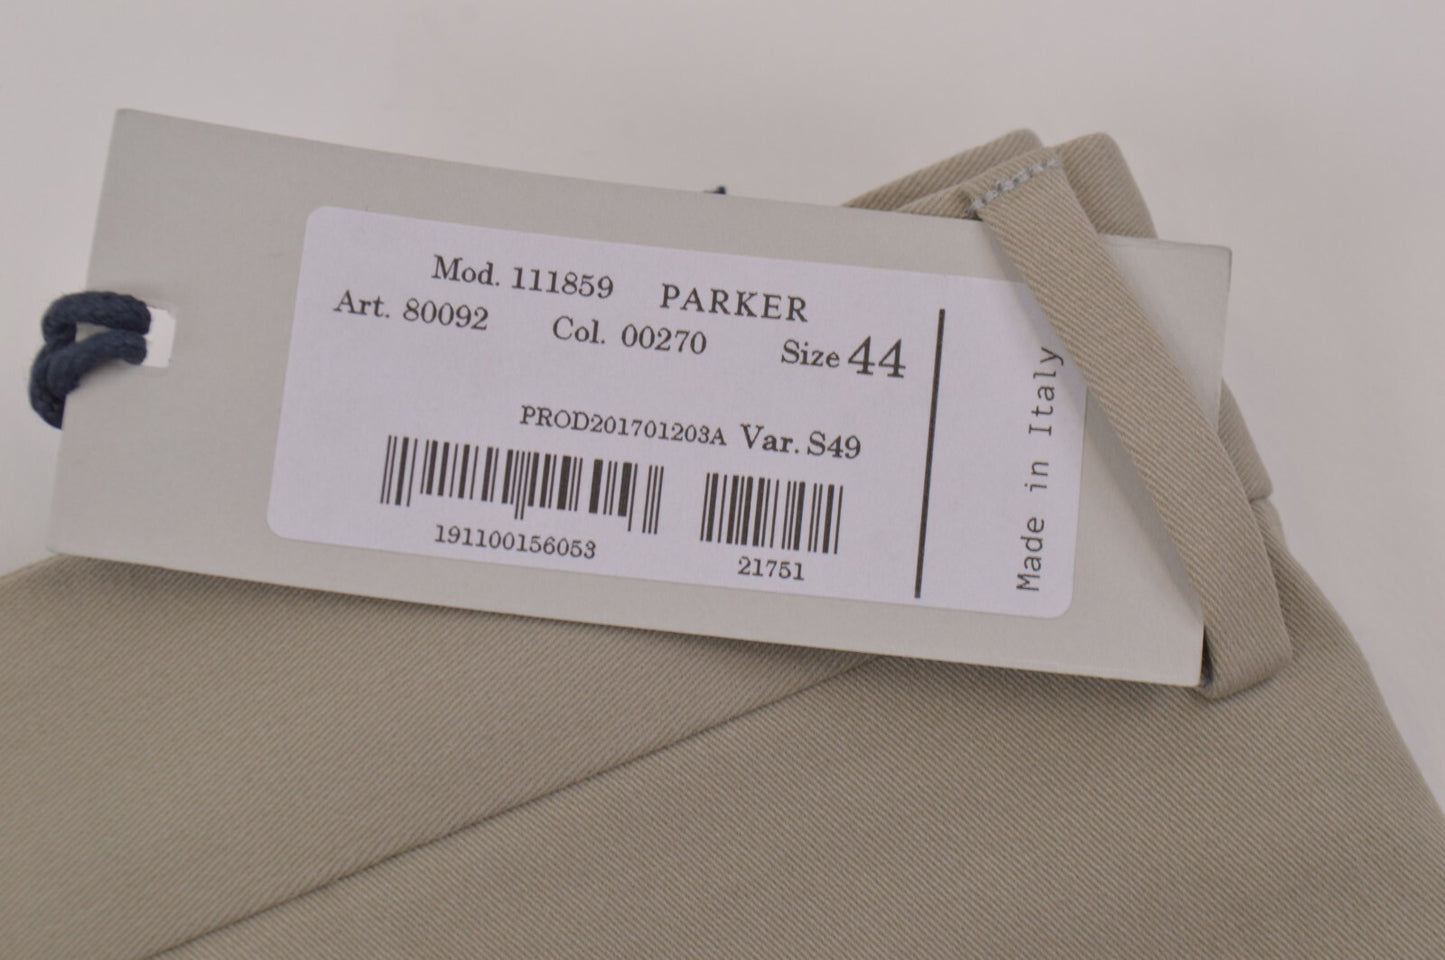 Mod. 111859 PARKER
Art. 80092 Col. 00270 Size 44
PROD201701203A Var. S49
191100156053 21751
Made in Italy